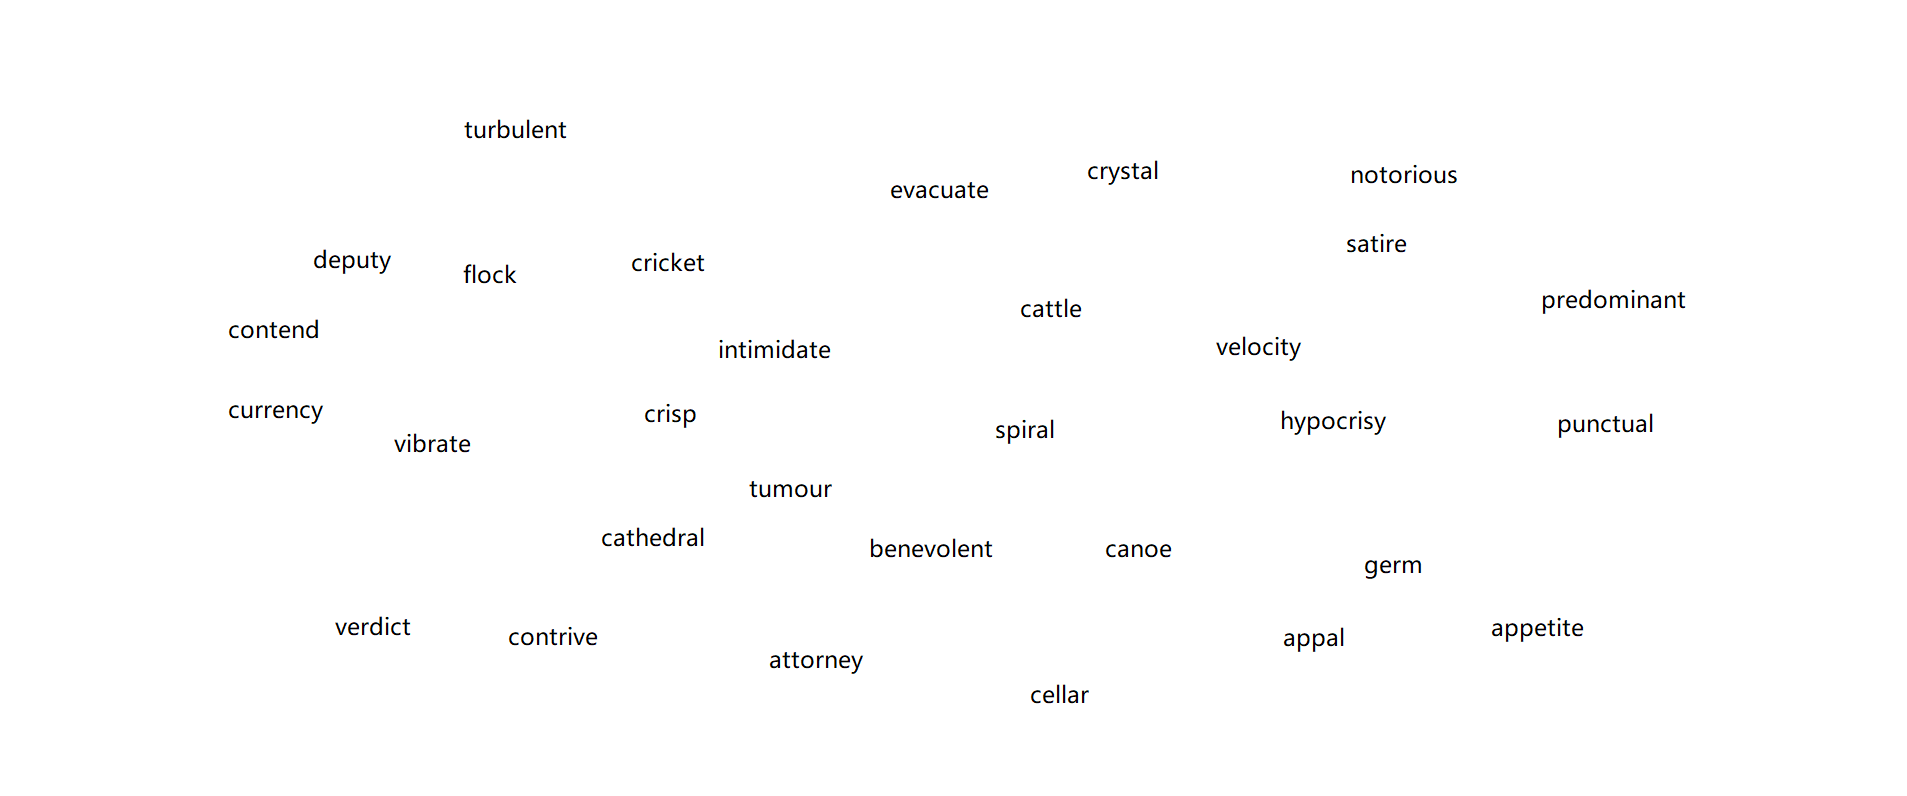 turbulent
crystal
notorious
evacuate
satire
deputy
cricket
flock
predominant
cattle
contend
velocity
intimidate
currency
crisp
hypocrisy
punctual
spiral
vibrate
tumour
cathedral
benevolent
canoe
germ
verdict
appetite
contrive
appal
attorney
cellar